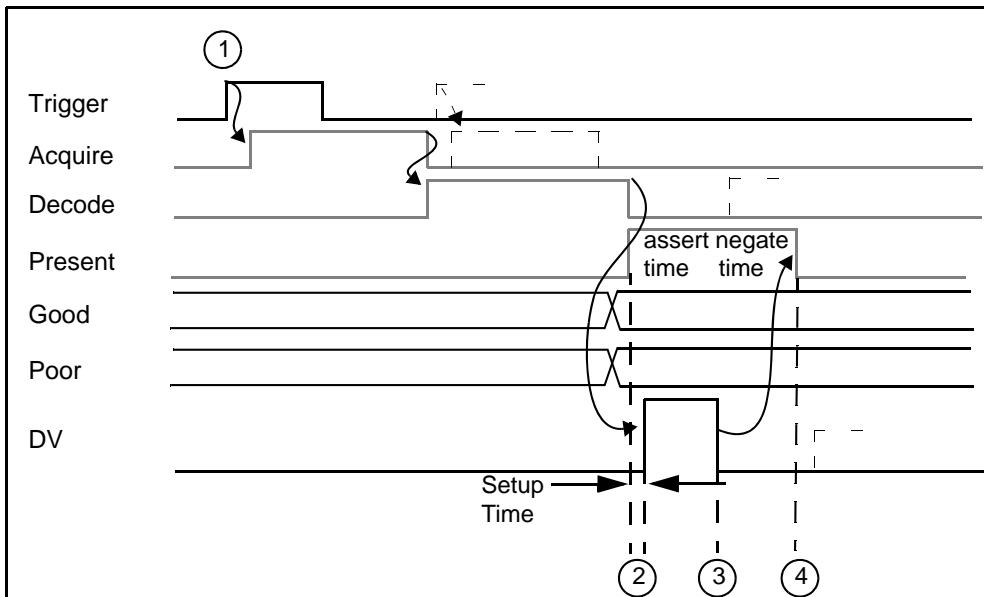 1
Trigger
Acquire
Decode
Present
assert negate
time time
Good
Poor
DV
Setup
Time
2
3
4